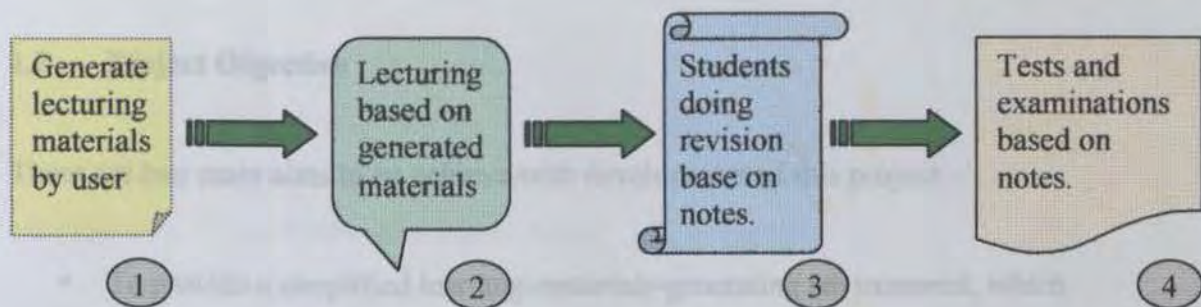 Generate
lecturing
materials
by user
Lecturing
based on
generated
materials
Students
doing
revision
base on
notes.
Tests and
examinations
based on
notes.
1
2
3
4